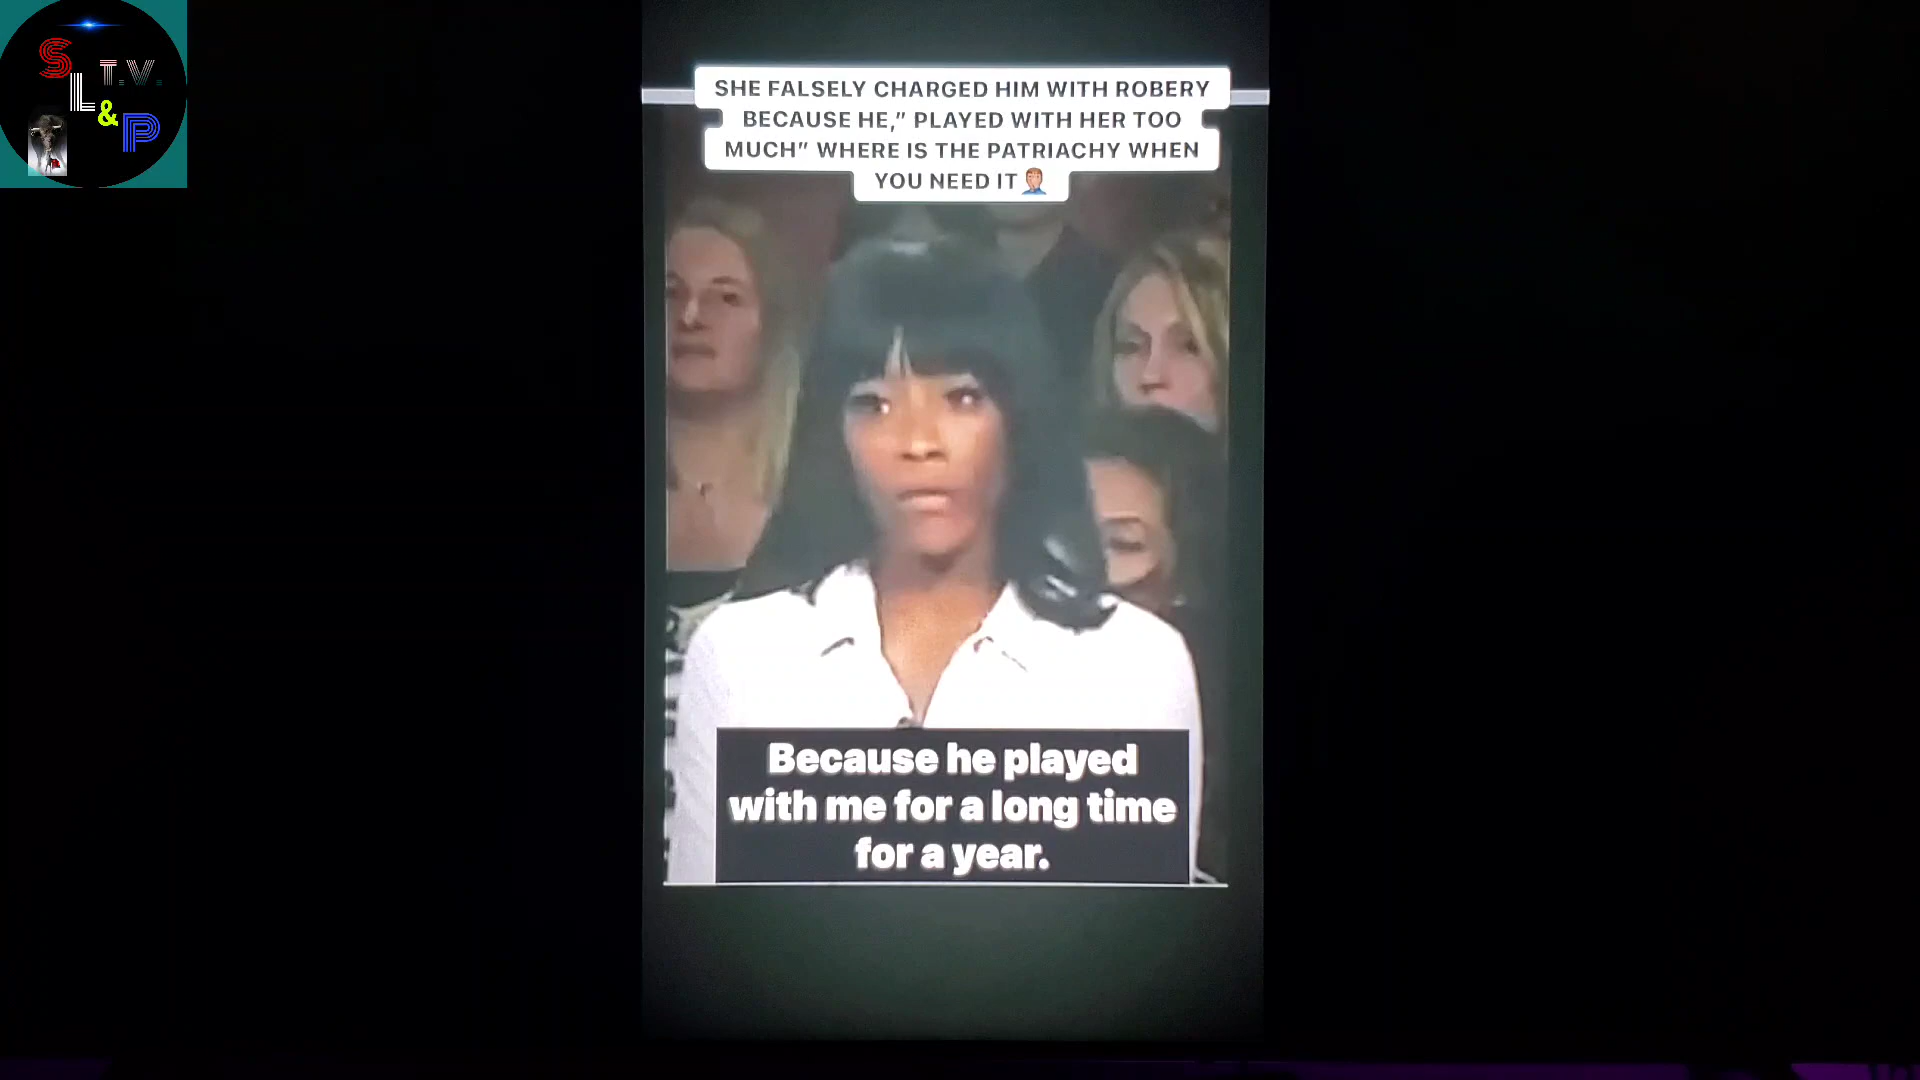 S
L T.V.
&
P
SHE FALSELY CHARGED HIM WITH ROBERY
BECAUSE HE,” PLAYED WITH HER TOO
MUCH” WHERE IS THE PATRIACHY WHEN
YOU NEED IT
Because he played
with me for a long time
for a year.